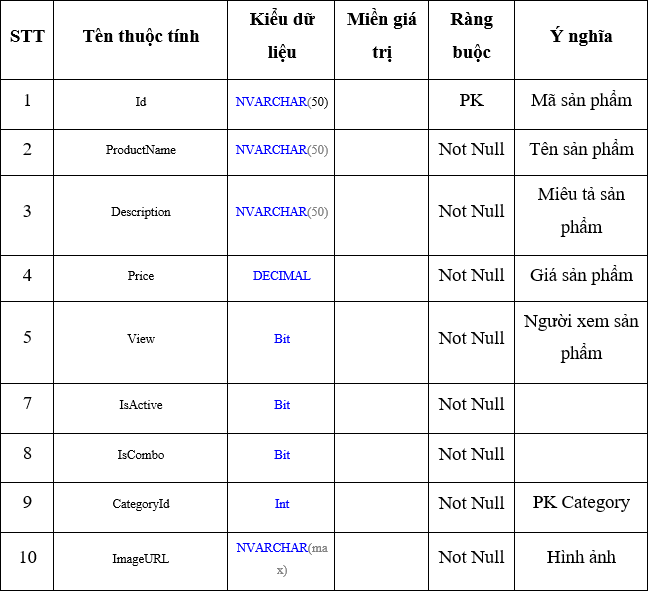 STT Tên thuộc tính Kiểu dữ liệu Miền giá trị Ràng buộc Ý nghĩa
1 Id NVARCHAR(50) PK Mã sản phẩm
2 ProductName NVARCHAR(50) Not Null Tên sản phẩm
3 Description NVARCHAR(50) Not Null Miêu tả sản phẩm
4 Price DECIMAL Not Null Giá sản phẩm
5 View Bit Not Null Người xem sản phẩm
7 IsActive Bit Not Null
8 IsCombo Bit Not Null
9 CategoryId Int Not Null PK Category
10 ImageURL NVARCHAR(max) Not Null Hình ảnh